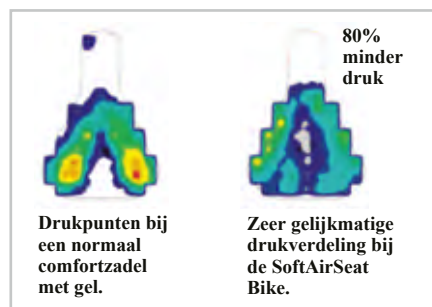 80%
minder
druk
Drukpunten bij
een normaal
comfortzadel
met gel.
Zeer gelijkmatige
drukverdeling bij
de SoftAirSeat
Bike.